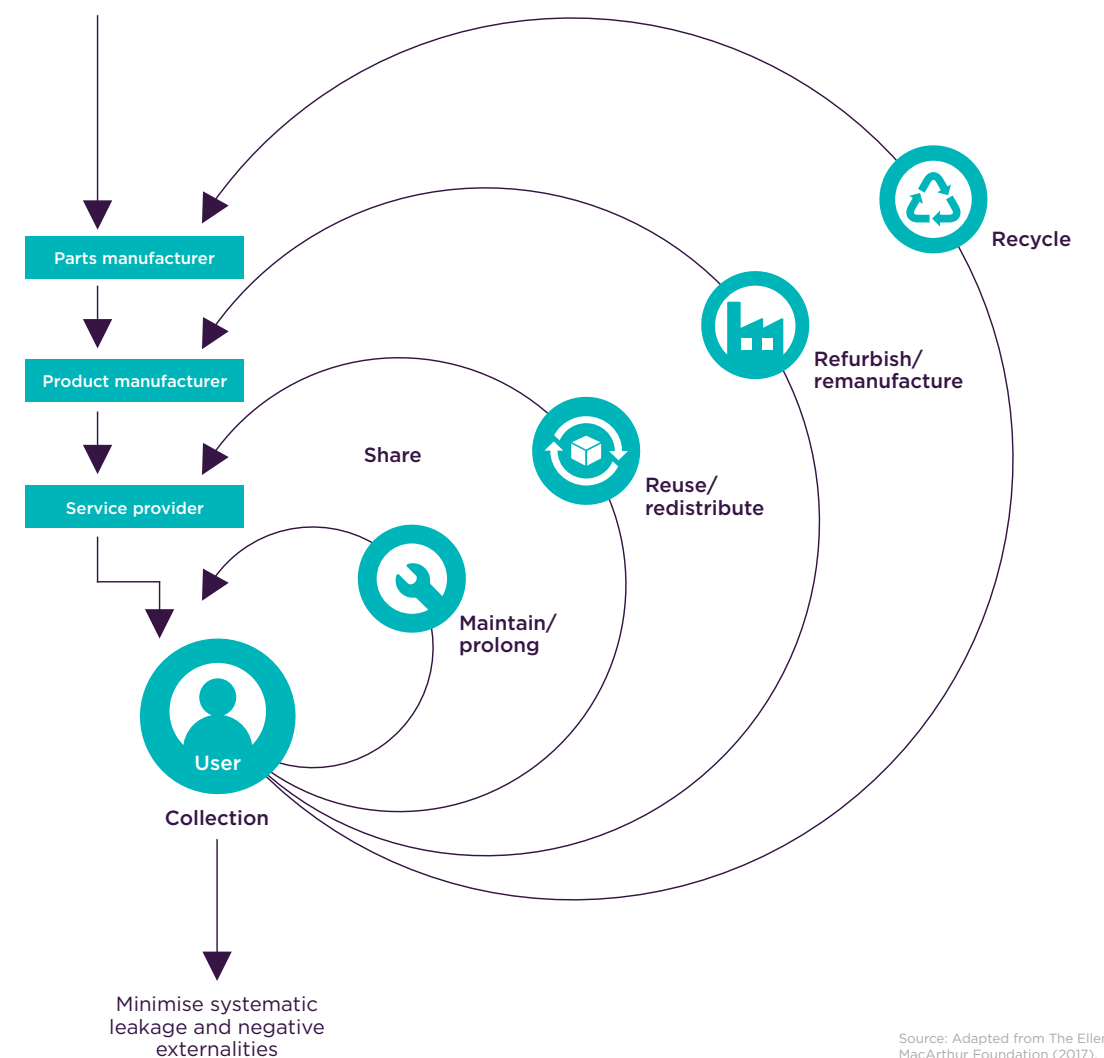 Recycle
Parts manufacturer
Refurbish/
remanufacture
Product manufacturer
Share
Reuse/
redistribute
Service provider
Maintain/
prolong
User
Collection
Minimise systematic
leakage and negative
externalities
Source: Adapted from The Ellen
MacArthur Foundation (2017).